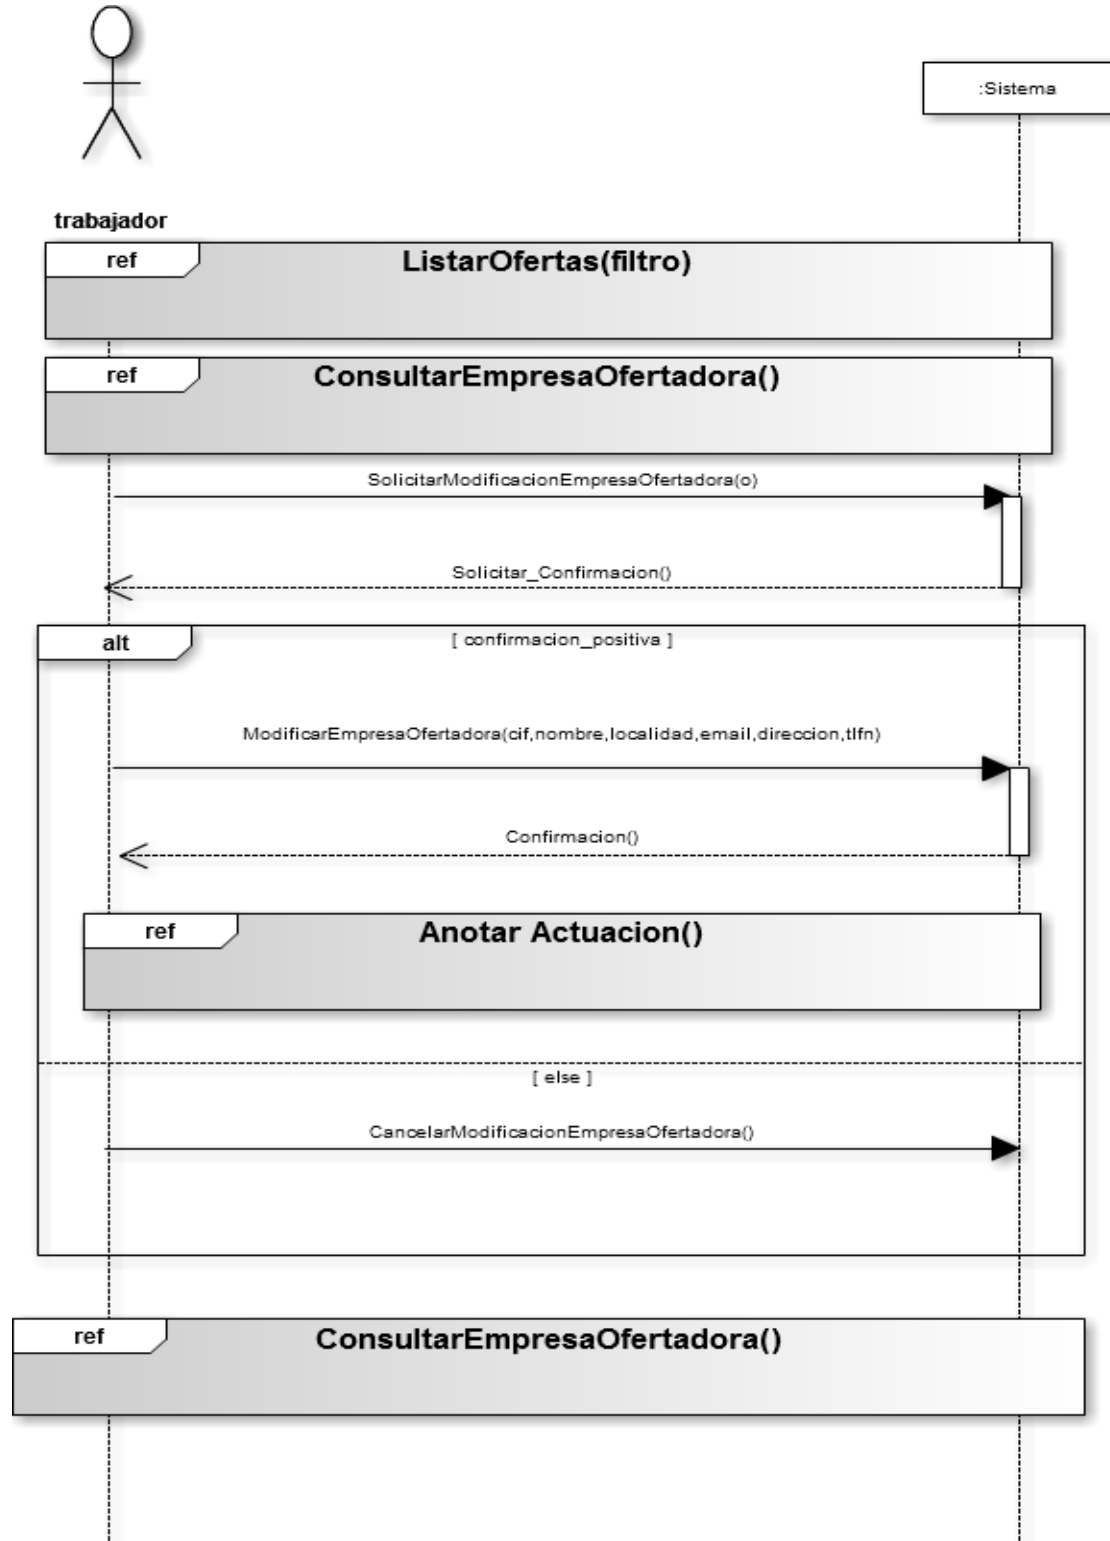 :Sistema
trabajador
ref
ListarOfertas(filtro)
ref
ConsultarEmpresaOfertadora()
SolicitarModificacionEmpresaOfertadora(o)
Solicitar_Confirmacion()
alt
[ confirmacion_positiva ]
ModificarEmpresaOfertadora(cif,nombre,localidad,email,direccion,tlfn)
Confirmacion()
ref
Anotar Actuacion()
[ else ]
CancelarModificacionEmpresaOfertadora()
ref
ConsultarEmpresaOfertadora()